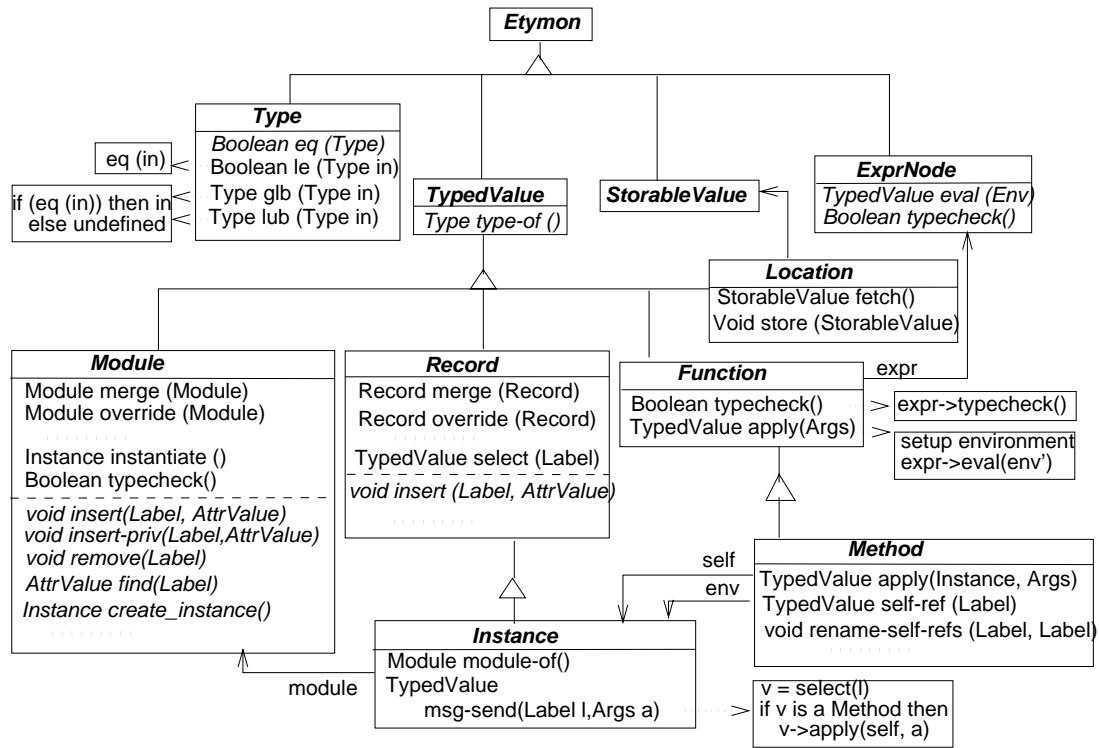 Etymon
Type
Boolean eq (Type)
Boolean le (Type in)
Type glb (Type in)
Type lub (Type in)
eq (in)
if (eq (in)) then in
else undefined
TypedValue
Type type-of ()
StorableValue
ExprNode
TypedValue eval (Env)
Boolean typecheck()
Location
StorableValue fetch()
Void store (StorableValue)
Module
Module merge (Module)
Module override (Module)
Instance instantiate ()
Boolean typecheck()
void insert(Label, AttrValue)
void insert-priv(Label,AttrValue)
void remove(Label)
AttrValue find(Label)
Instance create_instance()
Record
Record merge (Record)
Record override (Record)
TypedValue select (Label)
void insert (Label, AttrValue)
Function
Boolean typecheck()
TypedValue apply(Args)
expr
expr->typecheck()
setup environment
expr->eval(env')
Method
TypedValue apply(Instance, Args)
TypedValue self-ref (Label)
void rename-self-refs (Label, Label)
self
env
Instance
Module module-of()
TypedValue
msg-send(Label l,Args a)
module
v = select(l)
if v is a Method then
v->apply(self, a)